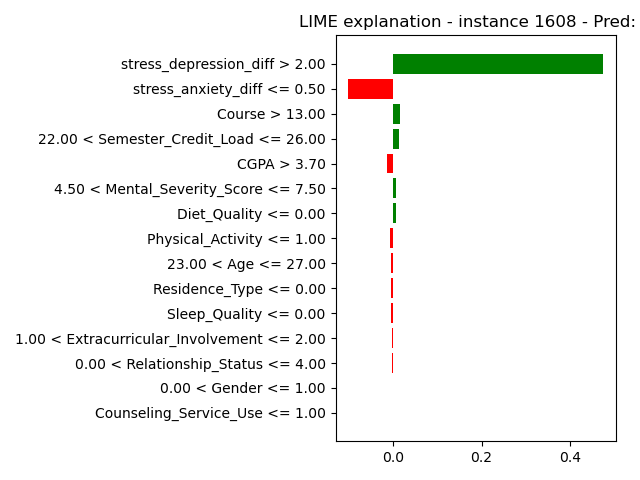 LIME explanation - instance 1608 - Pred:
stress_depression_diff > 2.00
stress_anxiety_diff <= 0.50
Course > 13.00
22.00 < Semester_Credit_Load <= 26.00
CGPA > 3.70
4.50 < Mental_Severity_Score <= 7.50
Diet_Quality <= 0.00
Physical_Activity <= 1.00
23.00 < Age <= 27.00
Residence_Type <= 0.00
Sleep_Quality <= 0.00
1.00 < Extracurricular_Involvement <= 2.00
0.00 < Relationship_Status <= 4.00
0.00 < Gender <= 1.00
Counseling_Service_Use <= 1.00
0.0 0.2 0.4